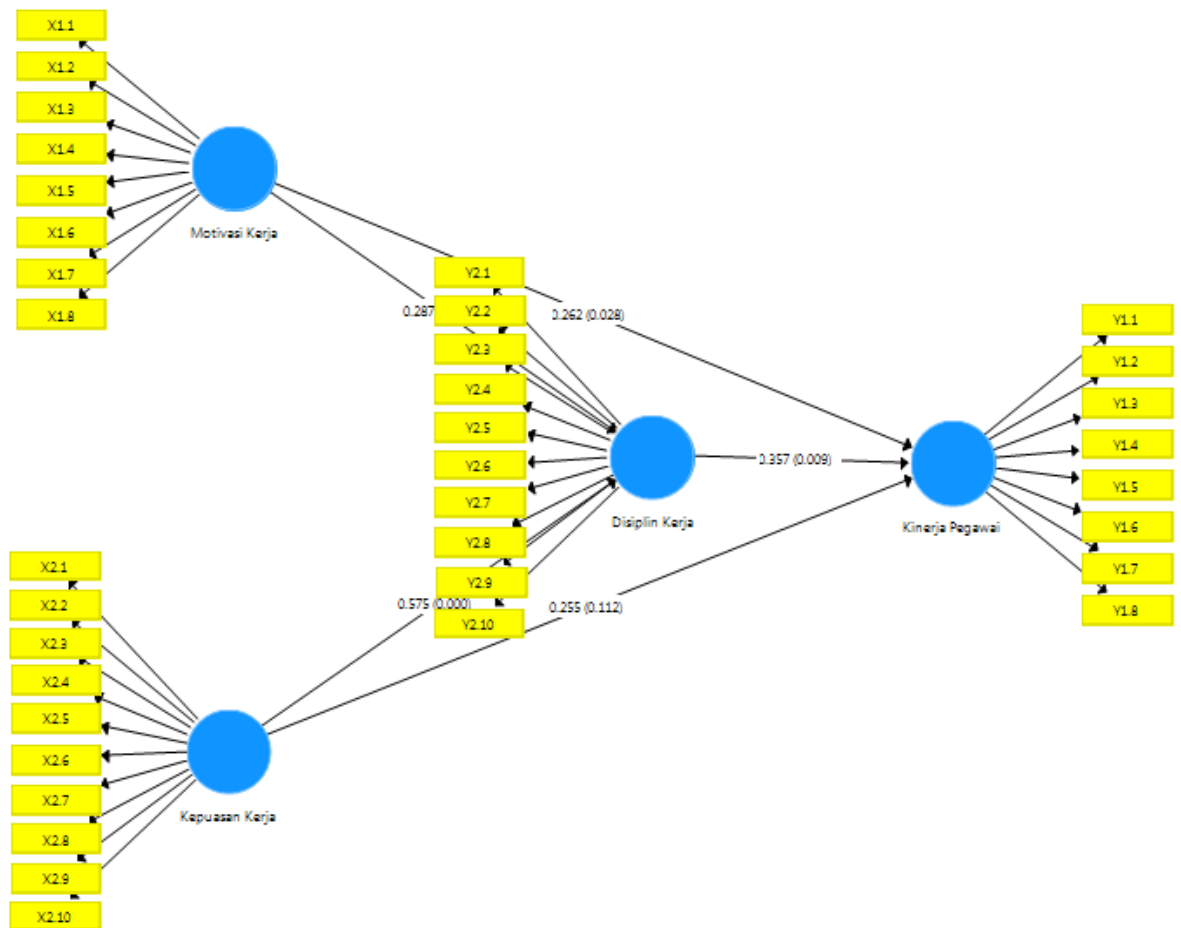 X1.1
X1.2
X1.3
X1.4
X1.5
X1.6
X1.7
X1.8
Motivasi Kerja
Y2.1
Y2.2
Y2.3
Y2.4
Y2.5
Y2.6
Y2.7
Y2.8
Y2.9
Y2.10
0.287
0.262 (0.028)
0.357 (0.009)
0.575 (0.000)
0.255 (0.112)
Disiplin Kerja
Kinerja Pegawai
Y1.1
Y1.2
Y1.3
Y1.4
Y1.5
Y1.6
Y1.7
Y1.8
X2.1
X2.2
X2.3
X2.4
X2.5
X2.6
X2.7
X2.8
X2.9
X2.10
Kepuasan Kerja